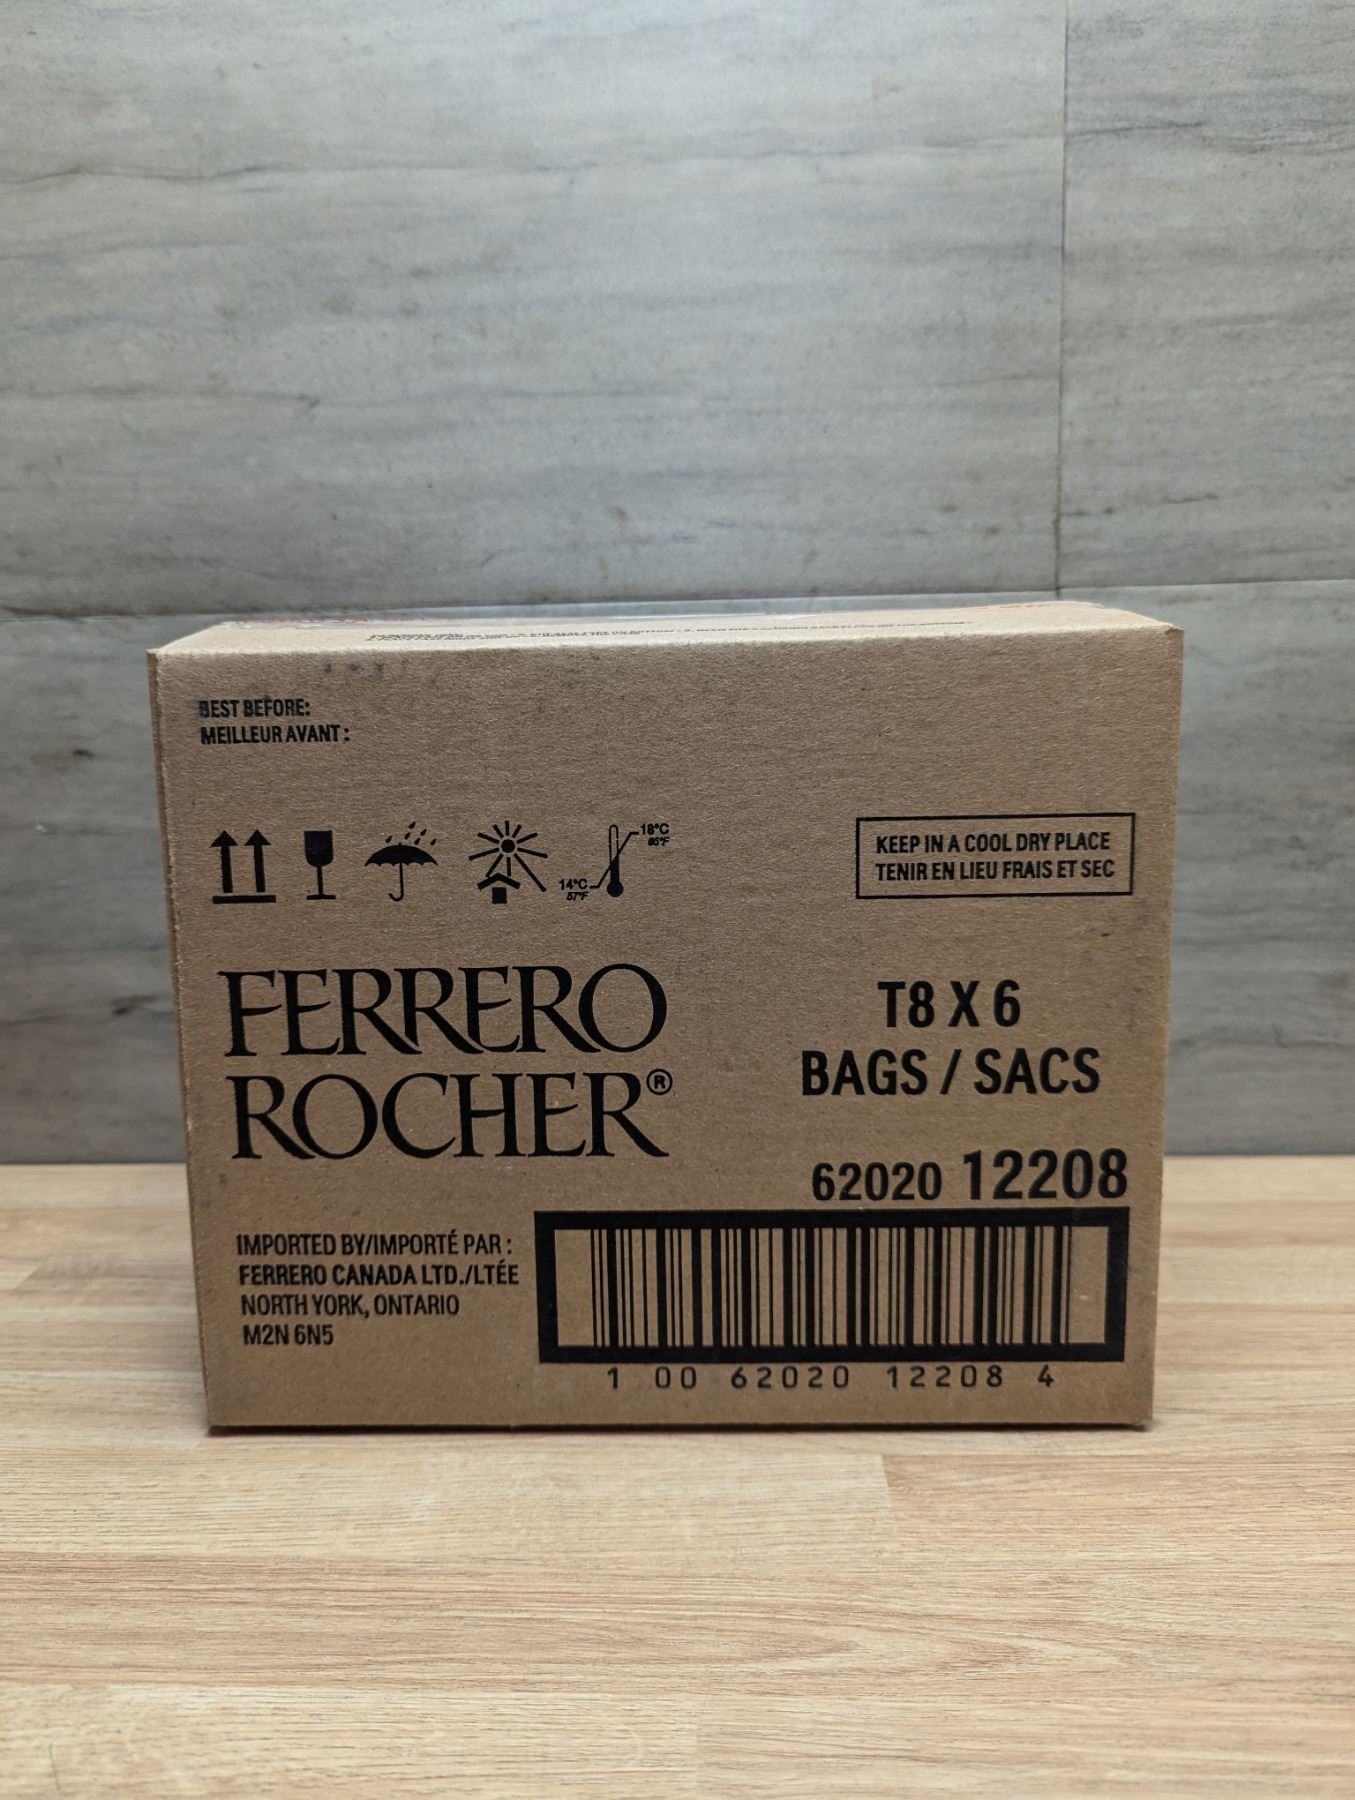 BEST BEFORE:
MEILLEUR AVANT :
18°C
14°C
57°F
KEEP IN A COOL DRY PLACE
TENIR EN LIEU FRAIS ET SEC
FERRERO
ROCHER®
T8 X 6
BAGS / SACS
62020 12208
IMPORTED BY/IMPORTÉ PAR :
FERRERO CANADA LTD./LTÉE
NORTH YORK, ONTARIO
M2N 6N5
1 00 62020 12208 4